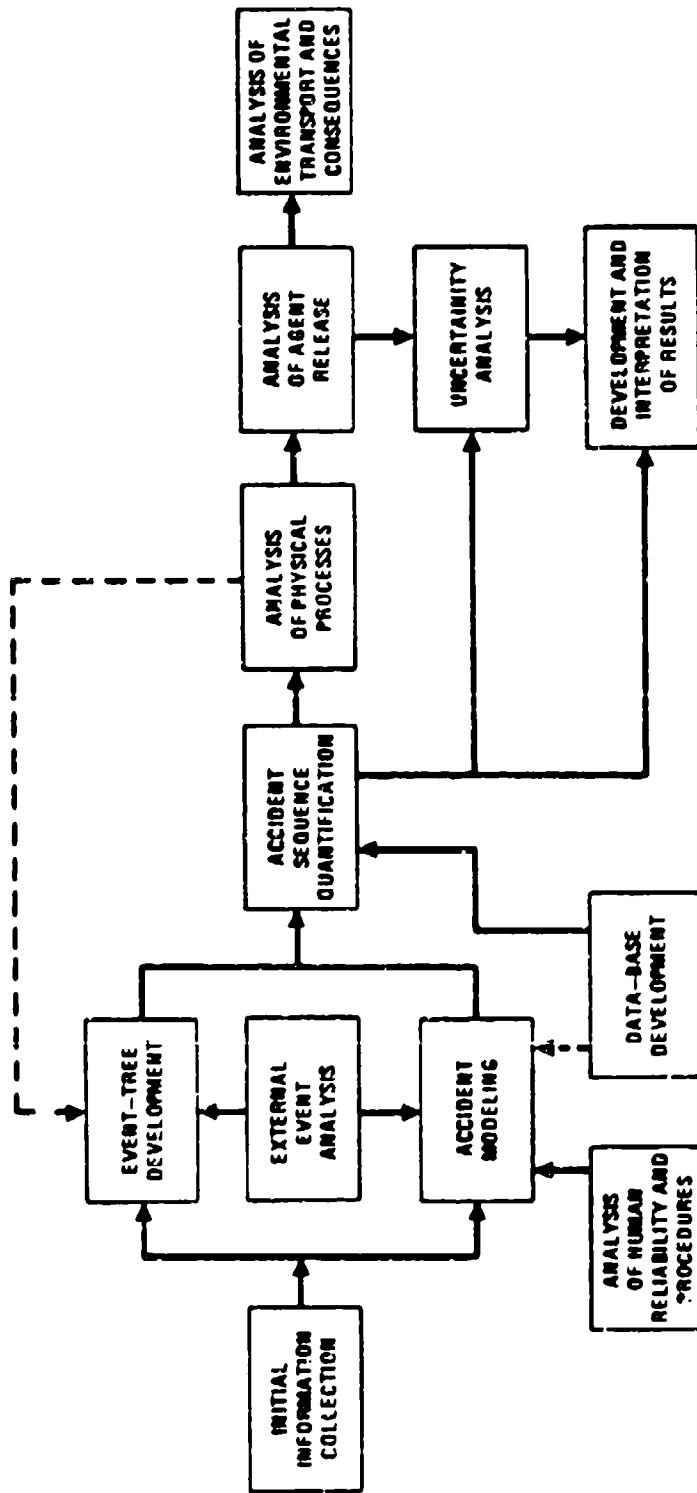 INITIAL
INFORMATION
COLLECTION
EVENT-TREE
DEVELOPMENT
EXTERNAL
EVENT
ANALYSIS
ACCIDENT
MODELING
ANALYSIS
OF HUMAN
RELIABILITY AND
PROCEDURES
DATA-BASE
DEVELOPMENT
ACCIDENT
SEQUENCE
QUANTIFICATION
ANALYSIS
OF PHYSICAL
PROCESSES
ANALYSIS
OF AGENT
RELEASE
ANALYSIS OF
ENVIRONMENTAL
TRANSPORT AND
CONSEQUENCES
UNCERTAINITY
ANALYSIS
DEVELOPMENT AND
INTERPRETATION
OF RESULTS